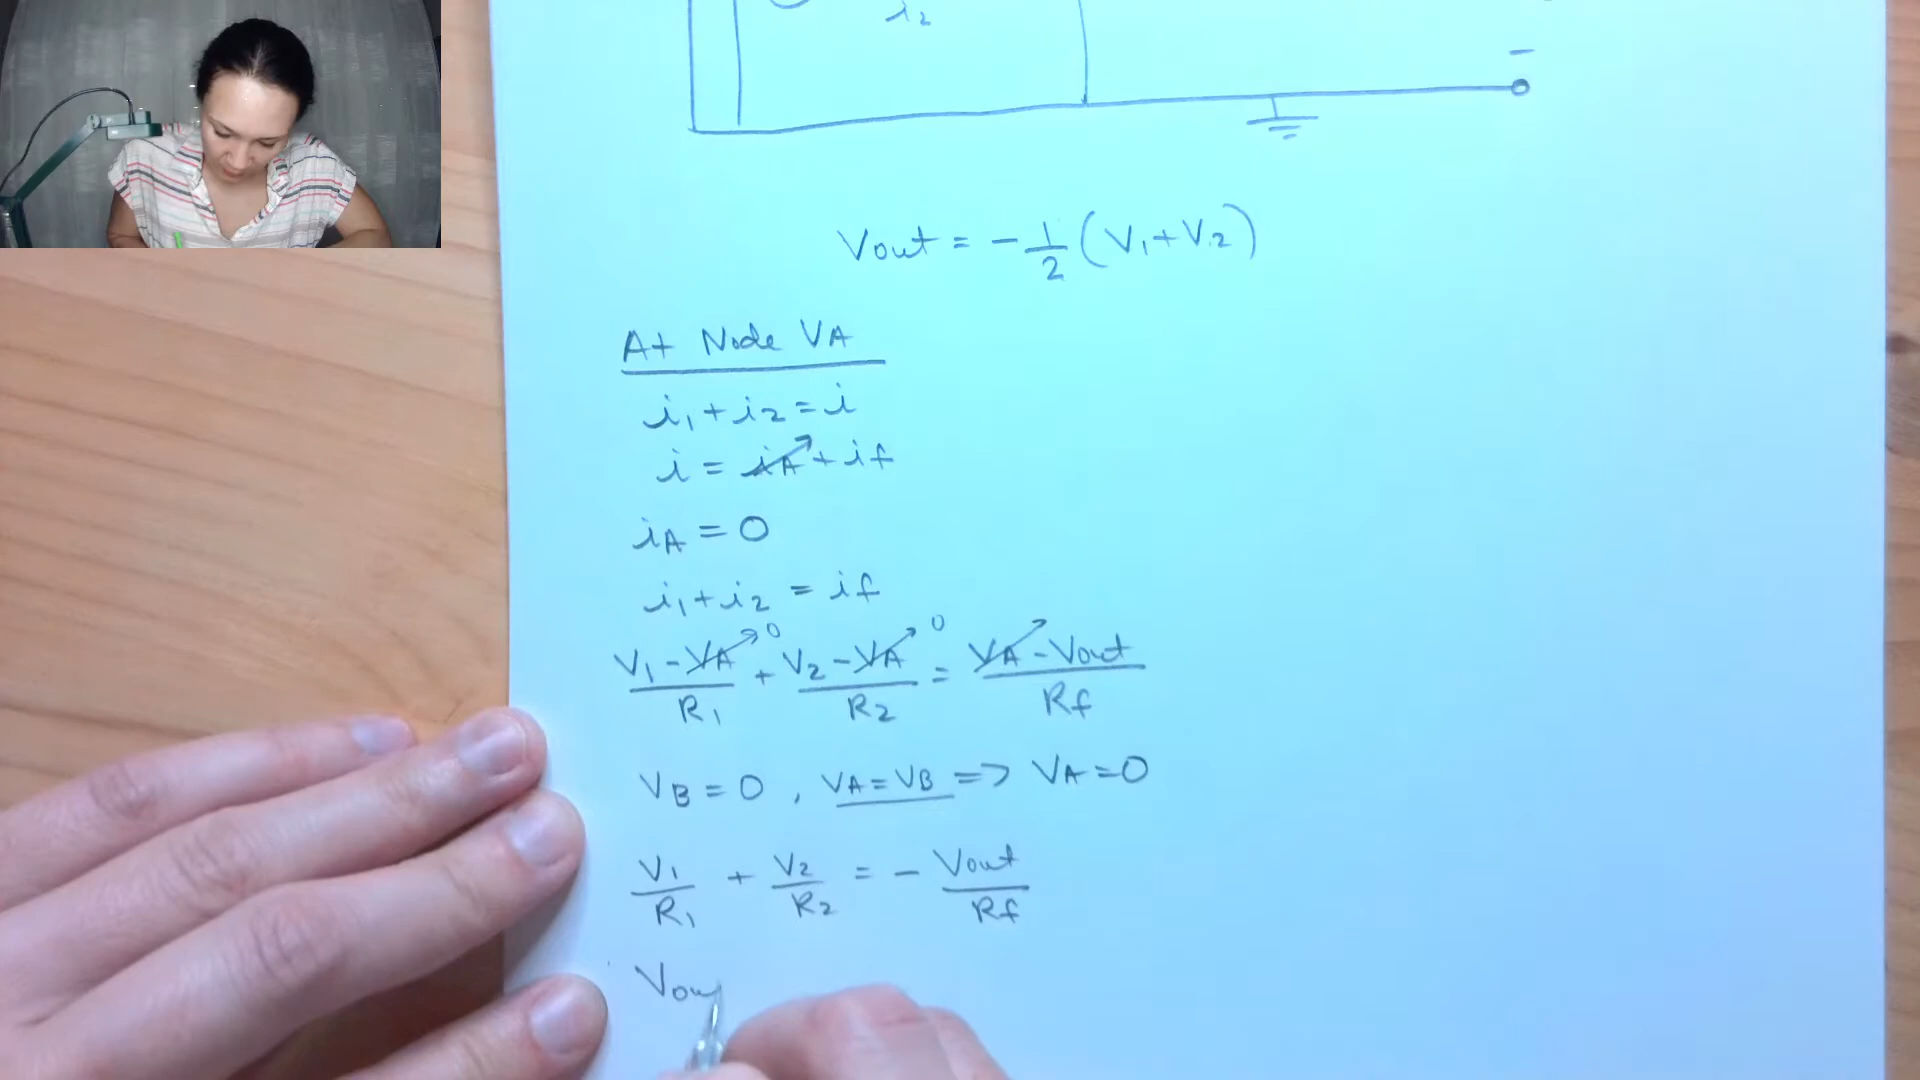 i2
-
Vout = -1/2 (V1+V2)
At Node VA
i1 + i2 = i
i = iA + if
iA = 0
i1 + i2 = if
(V1 - VA)/R1 → 0 + (V2 - VA)/R2 → 0 = (VA - Vout)/Rf
VB = 0 , VA = VB => VA = 0
V1/R1 + V2/R2 = - Vout/Rf
Vou